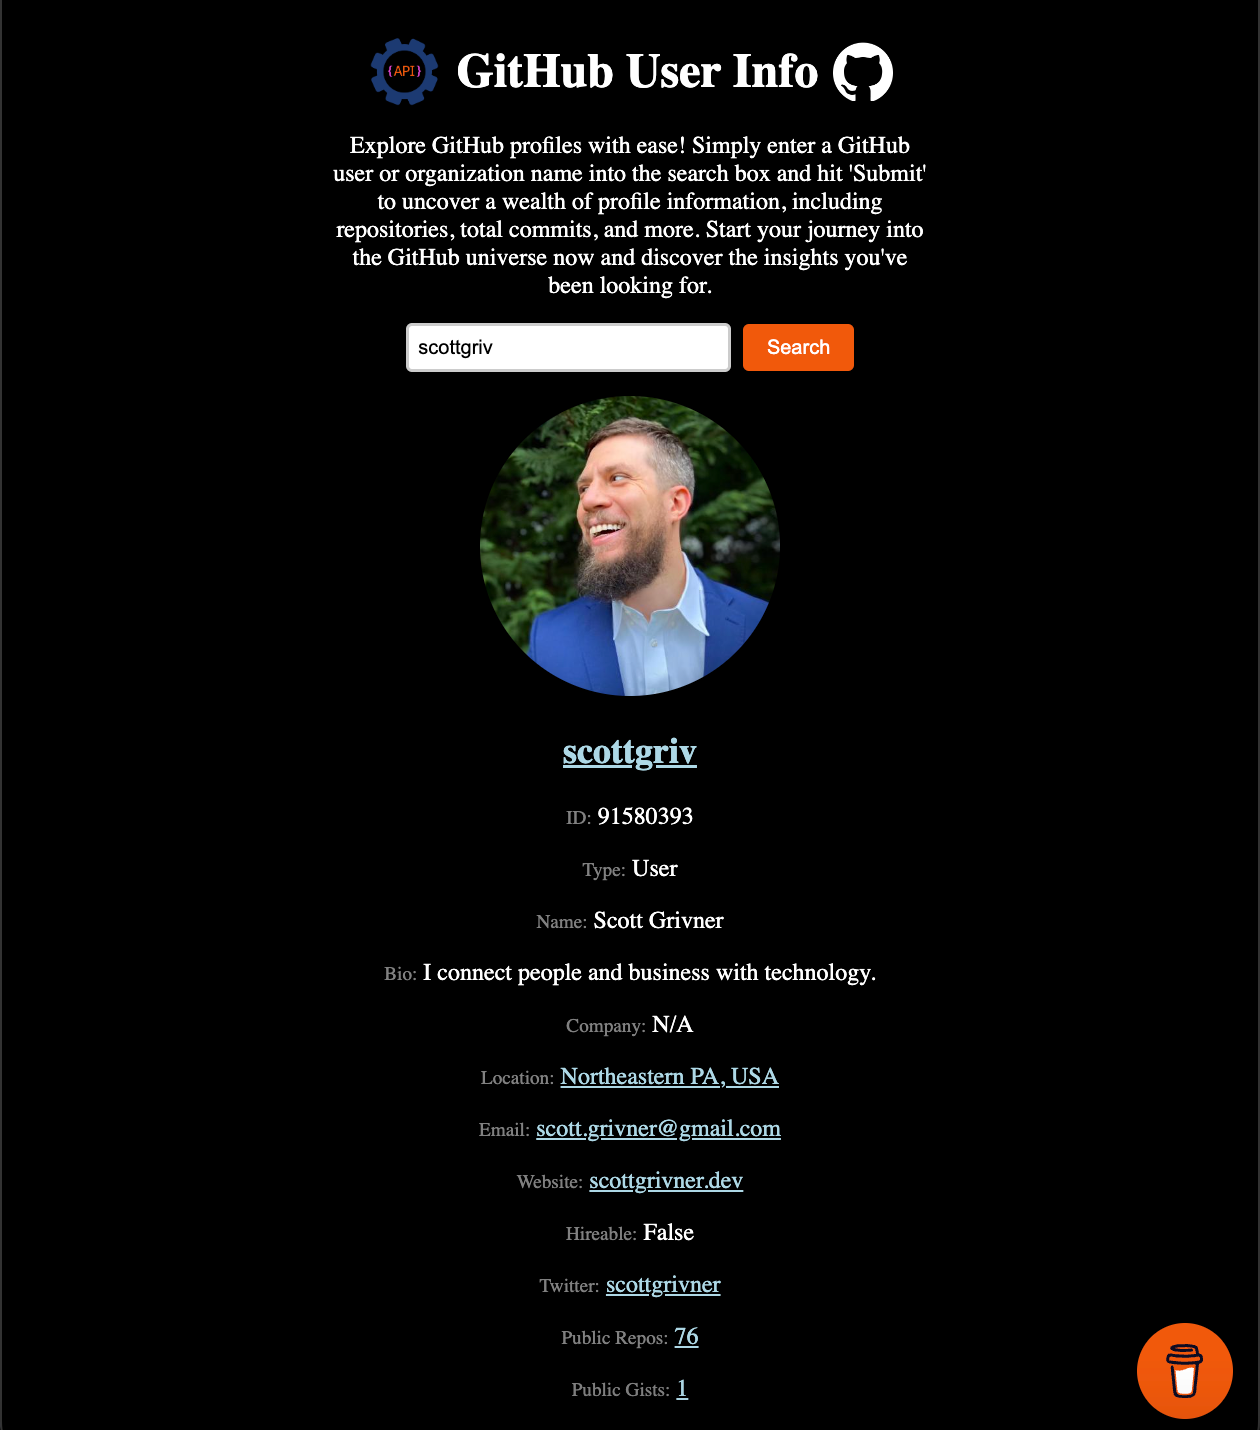 {API} GitHub User Info
Explore GitHub profiles with ease! Simply enter a GitHub
user or organization name into the search box and hit 'Submit'
to uncover a wealth of profile information, including
repositories, total commits, and more. Start your journey into
the GitHub universe now and discover the insights you've
been looking for.
scottgriv Search
scottgriv
ID: 91580393
Type: User
Name: Scott Grivner
Bio: I connect people and business with technology.
Company: N/A
Location: Northeastern PA, USA
Email: scott.grivner@gmail.com
Website: scottgrivner.dev
Hireable: False
Twitter: scottgrivner
Public Repos: 76
Public Gists: 1